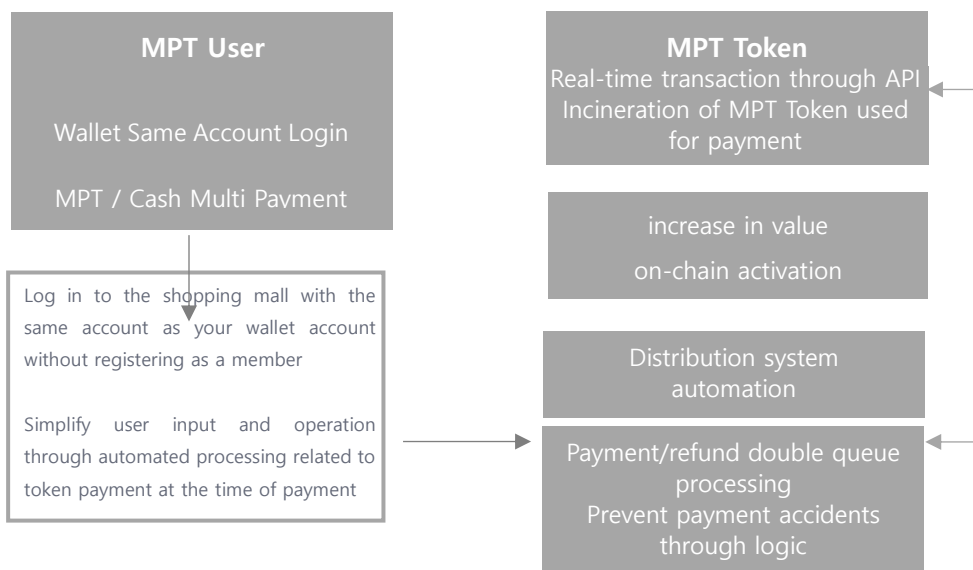 MPT User
Wallet Same Account Login
MPT / Cash Multi Payment
Log in to the shopping mall with the
same account as your wallet account
without registering as a member
Simplify user input and operation
through automated processing related to
token payment at the time of payment
MPT Token
Real-time transaction through API
Incineration of MPT Token used
for payment
increase in value
on-chain activation
Distribution system
automation
Payment/refund double queue
processing
Prevent payment accidents
through logic